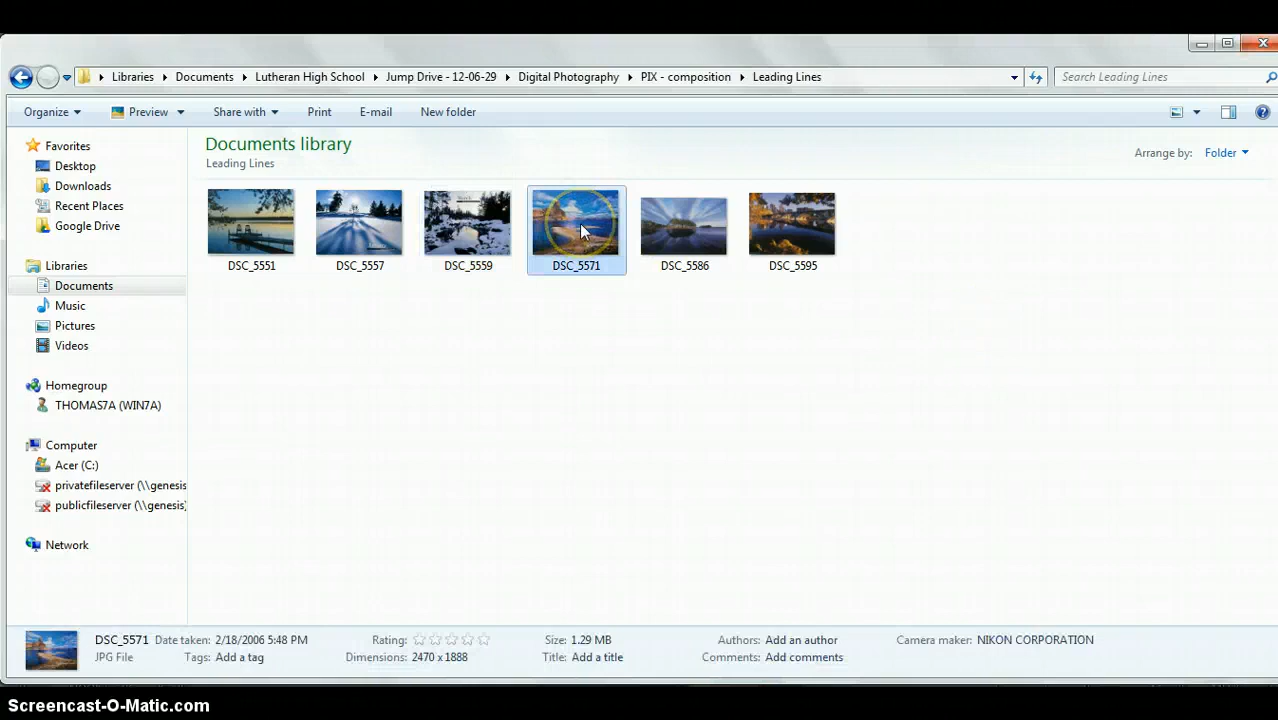 Libraries Documents Lutheran High School Jump Drive - 12-06-29 Digital Photography PIX - composition Leading Lines Search Leading Lines
Organize Preview Share with Print E-mail New folder
Favorites
Desktop
Downloads
Recent Places
Google Drive
Libraries
Documents
Music
Pictures
Videos
Homegroup
THOMAS7A (WIN7A)
Computer
Acer (C:)
privatefileserver (\\genesis
publicfileserver (\\genesis)
Network
Documents library
Leading Lines
Arrange by: Folder
DSC_5551 DSC_5557 DSC_5559 DSC_5571 DSC_5586 DSC_5595
DSC_5571 Date taken: 2/18/2006 5:48 PM Rating: Size: 1.29 MB Authors: Add an author Camera maker: NIKON CORPORATION
JPG File Tags: Add a tag Dimensions: 2470 x 1888 Title: Add a title Comments: Add comments
Screencast-O-Matic.com